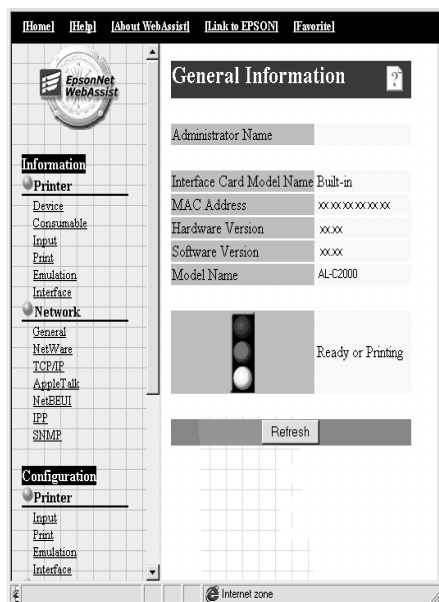 [Home] [Help] [About WebAssist] [Link to EPSON] [Favorite]
EpsonNet
WebAssist
Information
Printer
Device
Consumable
Input
Print
Emulation
Interface
Network
General
NetWare
TCP/IP
AppleTalk
NetBEUI
IPP
SNMP
Configuration
Printer
Input
Print
Emulation
Interface
General Information
?
Administrator Name
Interface Card Model Name Built-in
MAC Address xx xx xx xx xx xx
Hardware Version xx.xx
Software Version xx.xx
Model Name AL-C2000
Ready or Printing
Refresh
Internet zone